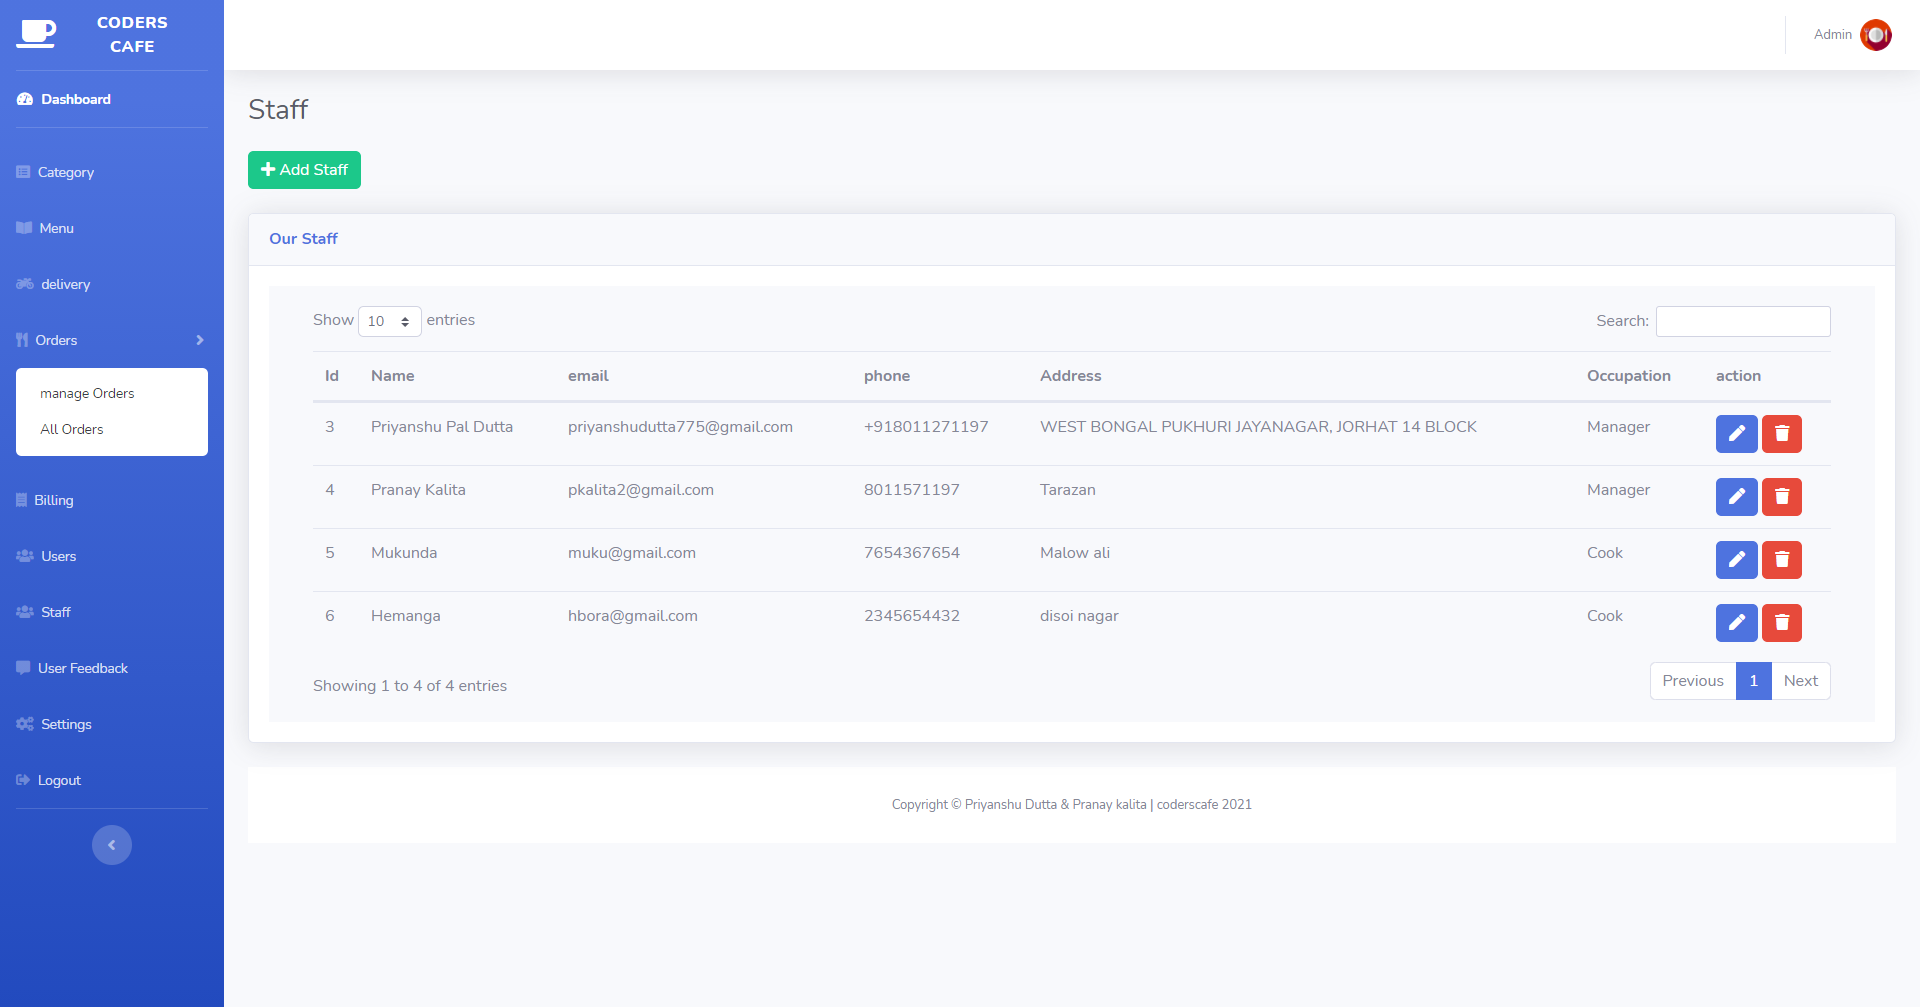 CODERS
CAFE
Dashboard
Category
Menu
delivery
Orders
manage Orders
All Orders
Billing
Users
Staff
User Feedback
Settings
Logout
Admin
Staff
Add Staff
Our Staff
Show 10 entries Search:
Id Name email phone Address Occupation action
3 Priyanshu Pal Dutta priyanshudutta775@gmail.com +918011271197 WEST BONGAL PUKHURI JAYANAGAR, JORHAT 14 BLOCK Manager
4 Pranay Kalita pkalita2@gmail.com 8011571197 Tarazan Manager
5 Mukunda muku@gmail.com 7654367654 Malow ali Cook
6 Hemanga hbora@gmail.com 2345654432 disoi nagar Cook
Showing 1 to 4 of 4 entries Previous 1 Next
Copyright © Priyanshu Dutta & Pranay kalita | coderscafe 2021